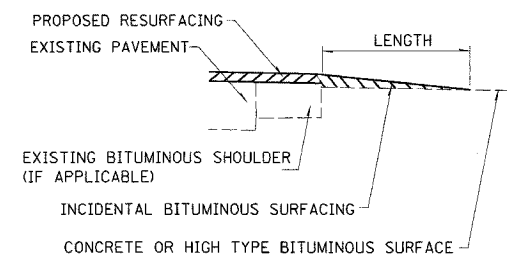 PROPOSED RESURFACING
EXISTING PAVEMENT
LENGTH
EXISTING BITUMINOUS SHOULDER
(IF APPLICABLE)
INCIDENTAL BITUMINOUS SURFACING
CONCRETE OR HIGH TYPE BITUMINOUS SURFACE